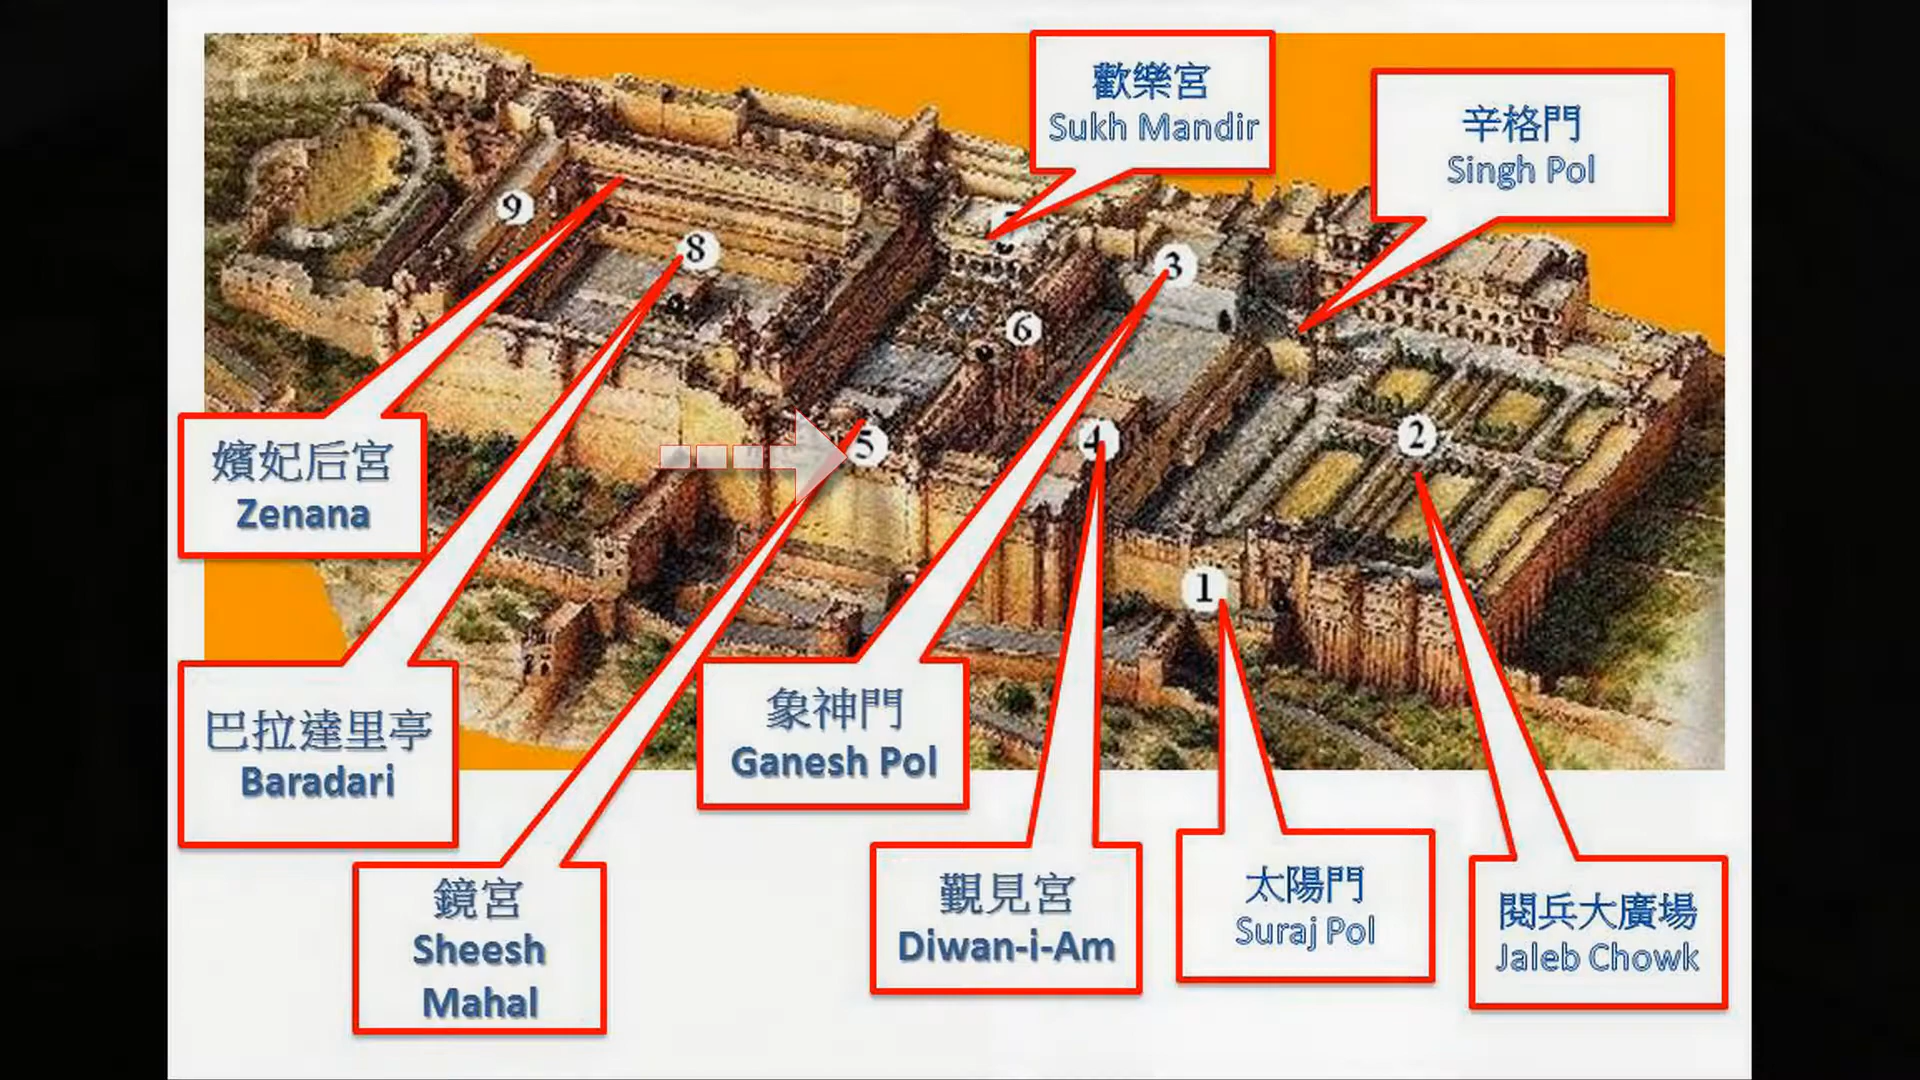 歡樂宮
Sukh Mandir
辛格門
Singh Pol
9
8
3
6
5
4
2
1
嬪妃后宮
Zenana
巴拉達里亭
Baradari
象神門
Ganesh Pol
鏡宮
Sheesh
Mahal
覲見宮
Diwan-i-Am
太陽門
Suraj Pol
閱兵大廣場
Jaleb Chowk